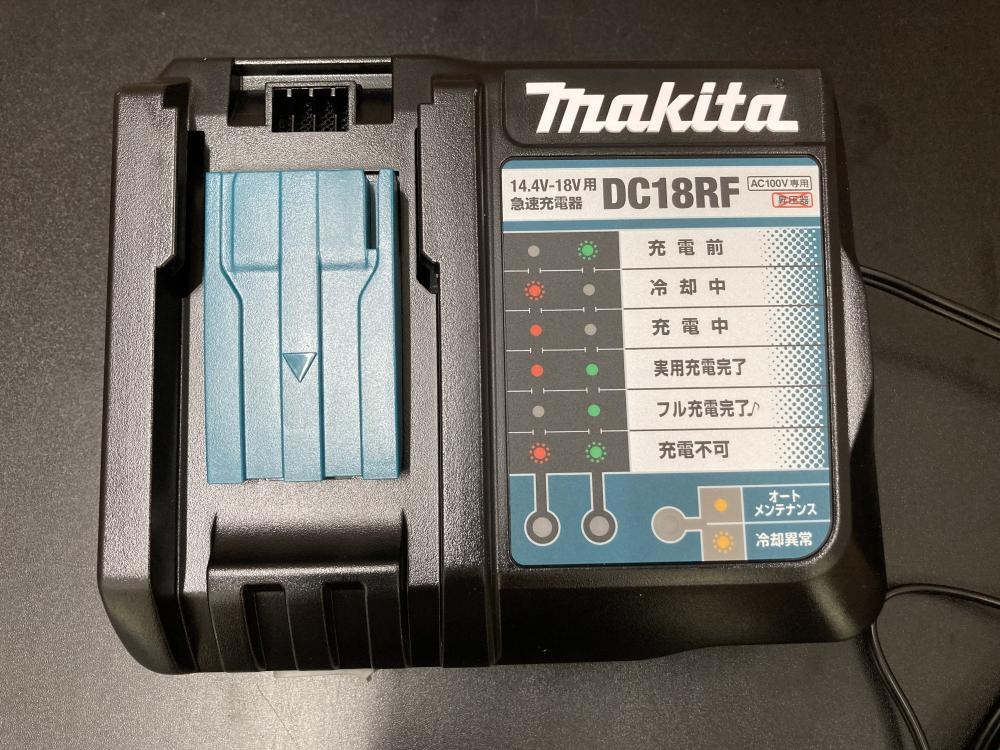 makita
14.4V-18V用
急速充電器
DC18RF
AC100V専用
昇圧器
充電前
冷却中
充電中
実用充電完了
フル充電完了♪
充電不可
オート
メンテナンス
冷却異常